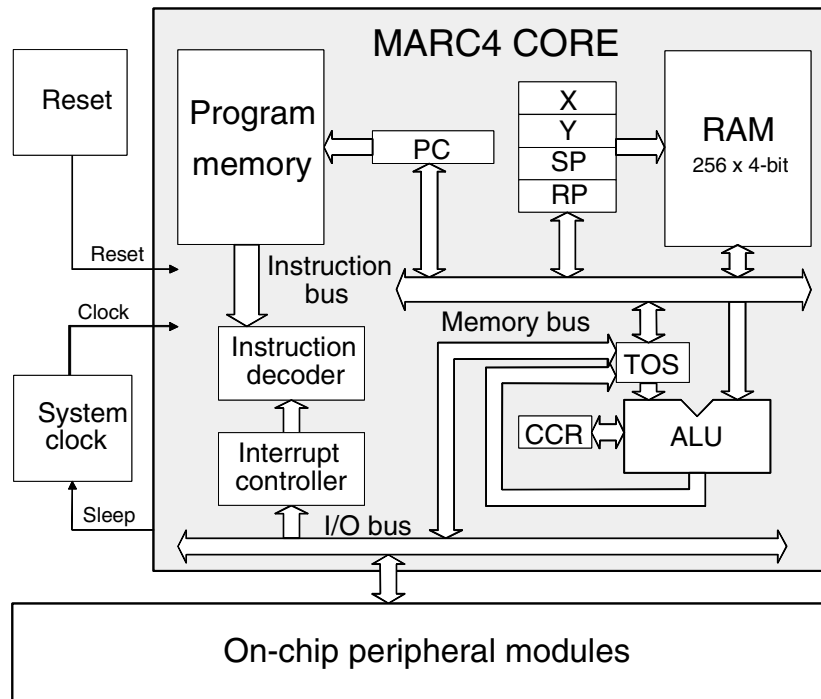 MARC4 CORE
Reset
Program
memory
PC
X
Y
SP
RP
RAM
256 x 4-bit
Reset
Clock
Instruction
bus
Memory bus
Instruction
decoder
TOS
System
clock
CCR
ALU
Interrupt
controller
Sleep
I/O bus
On-chip peripheral modules